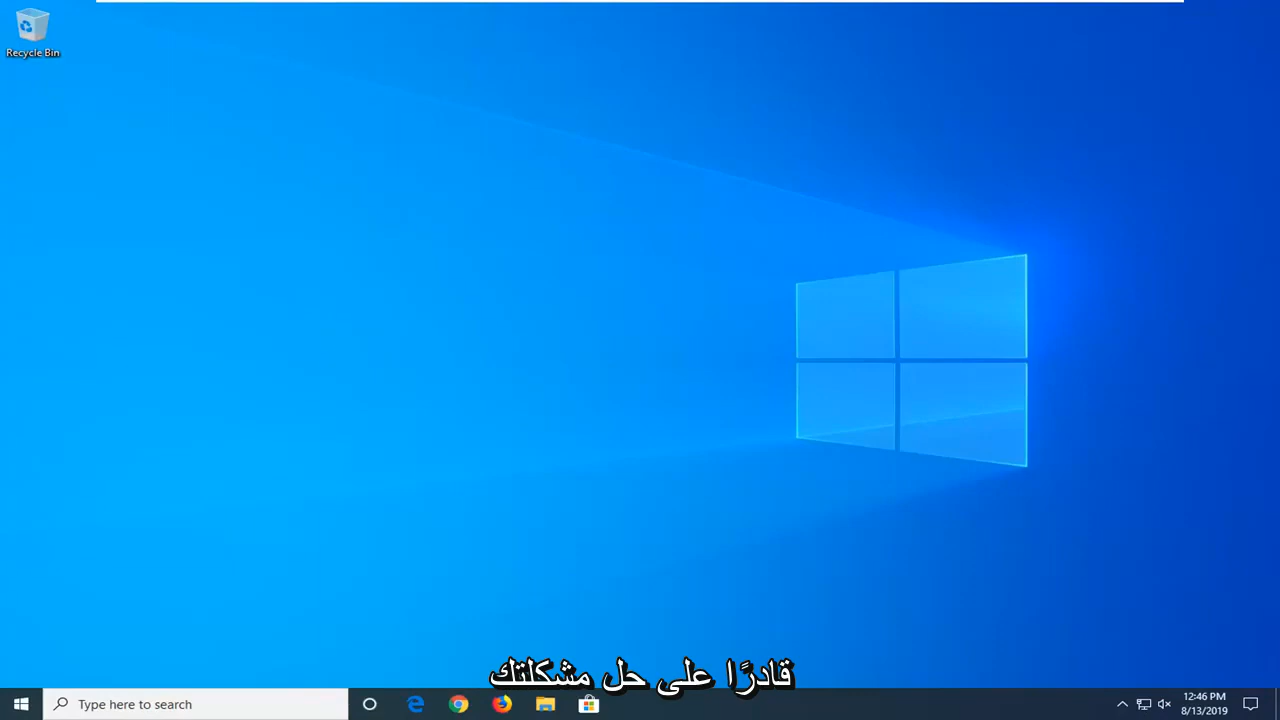 Recycle Bin
قادرًا على حل مشكلتك
Type here to search
12:46 PM
8/13/2019